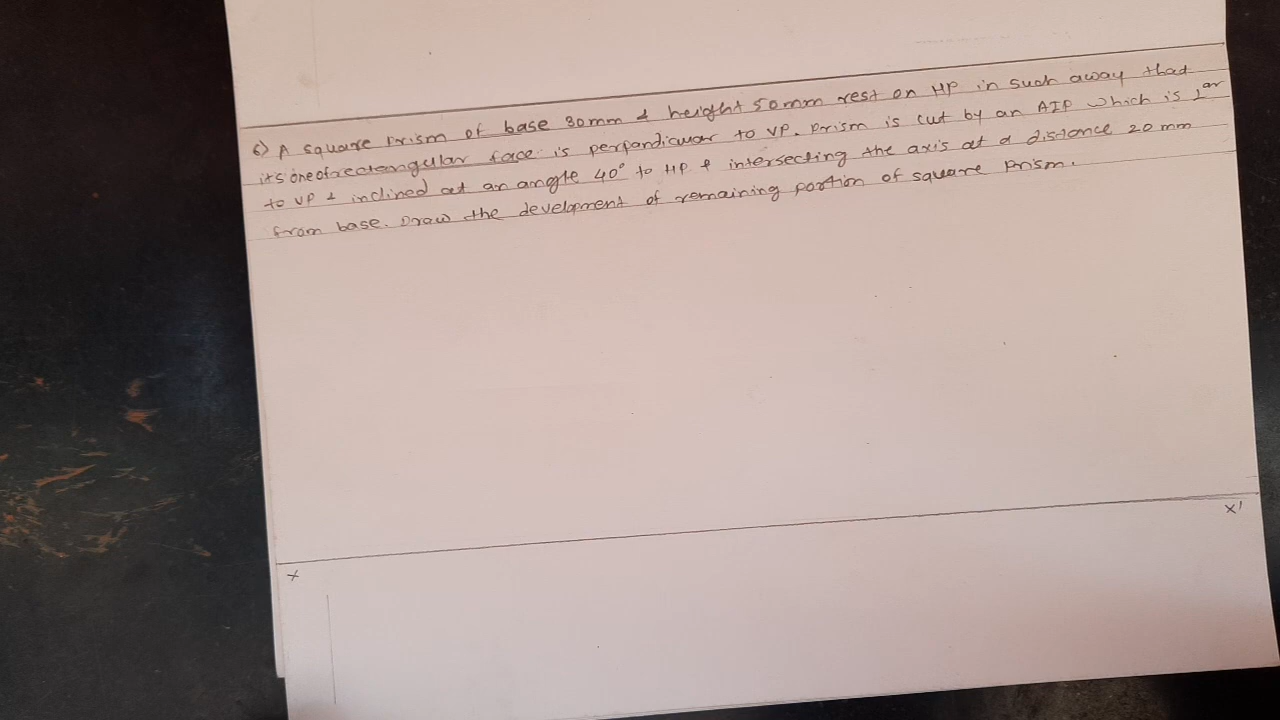 6) A square prism of base 30mm & height 50mm rest on HP in such away that
its one of rectangular face is perpendicular to VP. Prism is cut by an AIP which is ⊥ar
to VP & inclined at an angle 40° to HP & intersecting the axis at a distance 20 mm
from base. Draw the development of remaining portion of square Prism.
X
X'